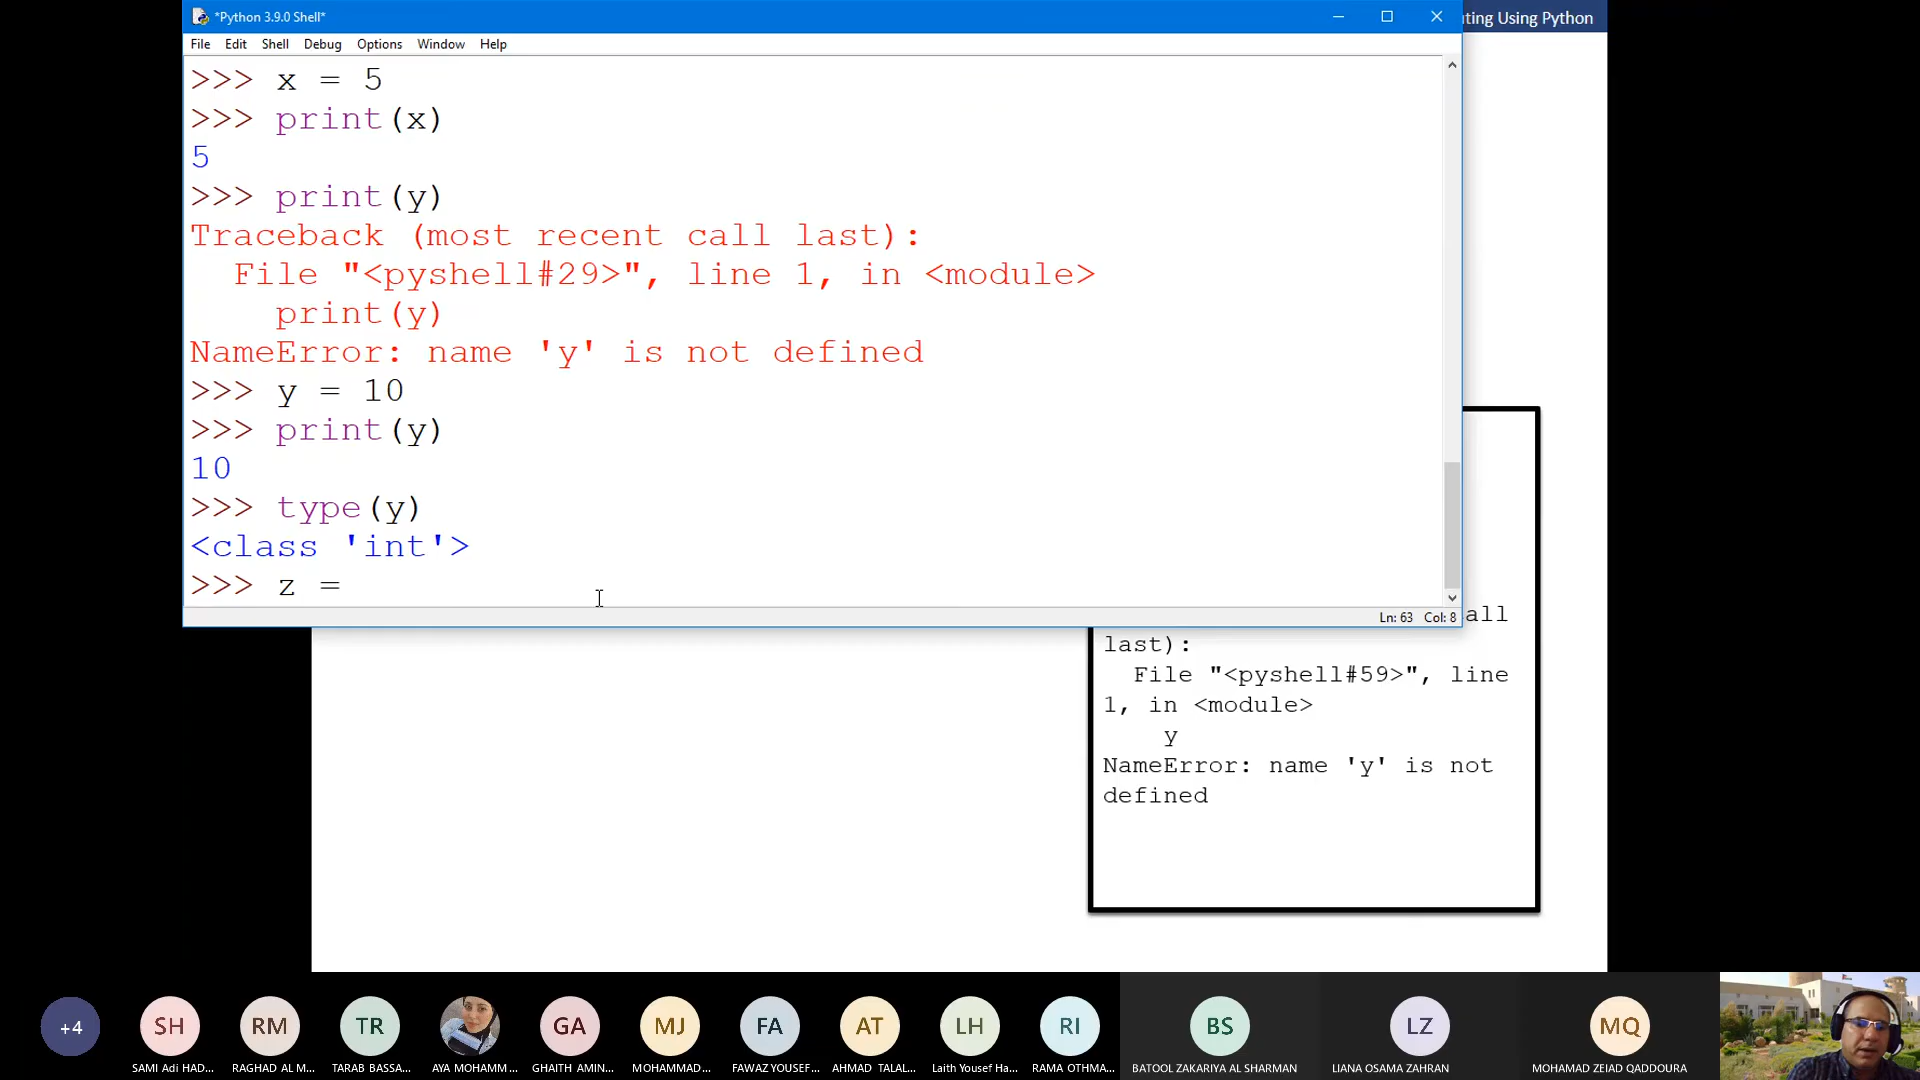 *Python 3.9.0 Shell*
ting Using Python
File Edit Shell Debug Options Window Help
>>> x = 5
>>> print(x)
5
>>> print(y)
Traceback (most recent call last):
  File "<pyshell#29>", line 1, in <module>
    print(y)
NameError: name 'y' is not defined
>>> y = 10
>>> print(y)
10
>>> type(y)
<class 'int'>
>>> z =
Ln: 63 Col: 8
all
last):
  File "<pyshell#59>", line
1, in <module>
    y
NameError: name 'y' is not
defined
+4
SH
RM
TR
GA
MJ
FA
AT
LH
RI
BS
LZ
MQ
SAMI Adi HAD...
RAGHAD AL M...
TARAB BASSA...
AYA MOHAMM...
GHAITH AMIN...
MOHAMMAD...
FAWAZ YOUSEF...
AHMAD TALAL...
Laith Yousef Ha...
RAMA OTHMA...
BATOOL ZAKARIYA AL SHARMAN
LIANA OSAMA ZAHRAN
MOHAMAD ZEIAD QADDOURA